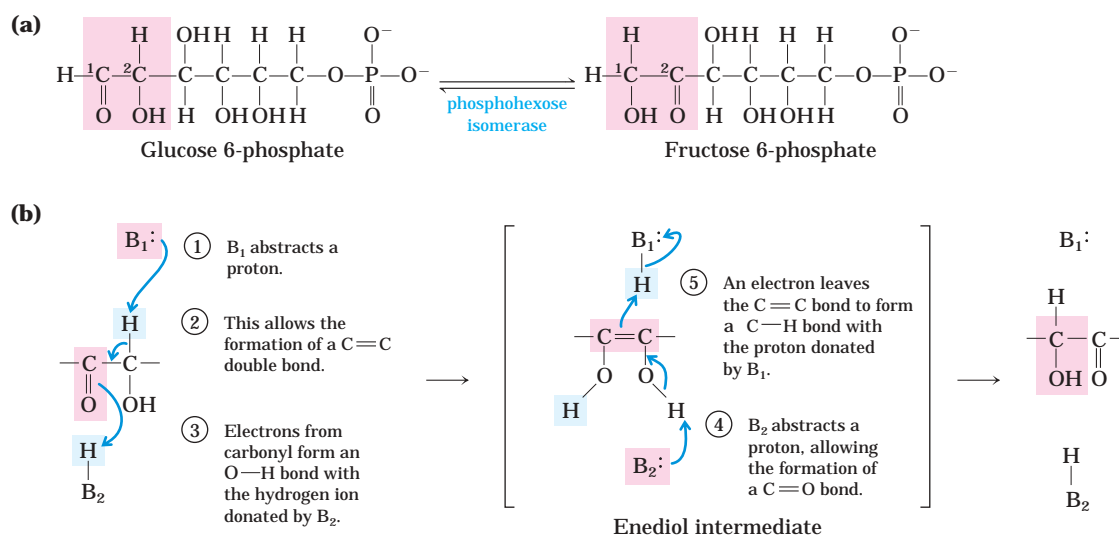 (a)
H H OH H H H O⁻ H OH H H H O⁻
H—¹C—²C—C—C—C—C—O—P—O⁻ H—¹C—²C—C—C—C—C—O—P—O⁻
O OH H OH OH H O OH O H OH OH H O
phosphohexose
isomerase
Glucose 6-phosphate Fructose 6-phosphate
(b)
B₁:
① B₁ abstracts a
proton.
H
② This allows the
formation of a C=C
double bond.
C—C
O OH
③ Electrons from
carbonyl form an
O—H bond with
the hydrogen ion
donated by B₂.
H
B₂
B₁:
H
⑤ An electron leaves
the C=C bond to form
a C—H bond with
the proton donated
by B₁.
C=C
O O
H H
④ B₂ abstracts a
proton, allowing
the formation of
a C=O bond.
B₂:
Enediol intermediate
B₁:
H
C—C
OH O
H
B₂